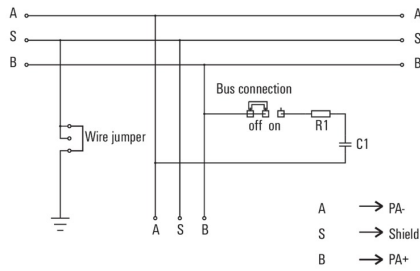 A A
S S
B B
Bus connection
off on R1
Wire jumper
C1
A S B
A PA-
S Shield
B PA+